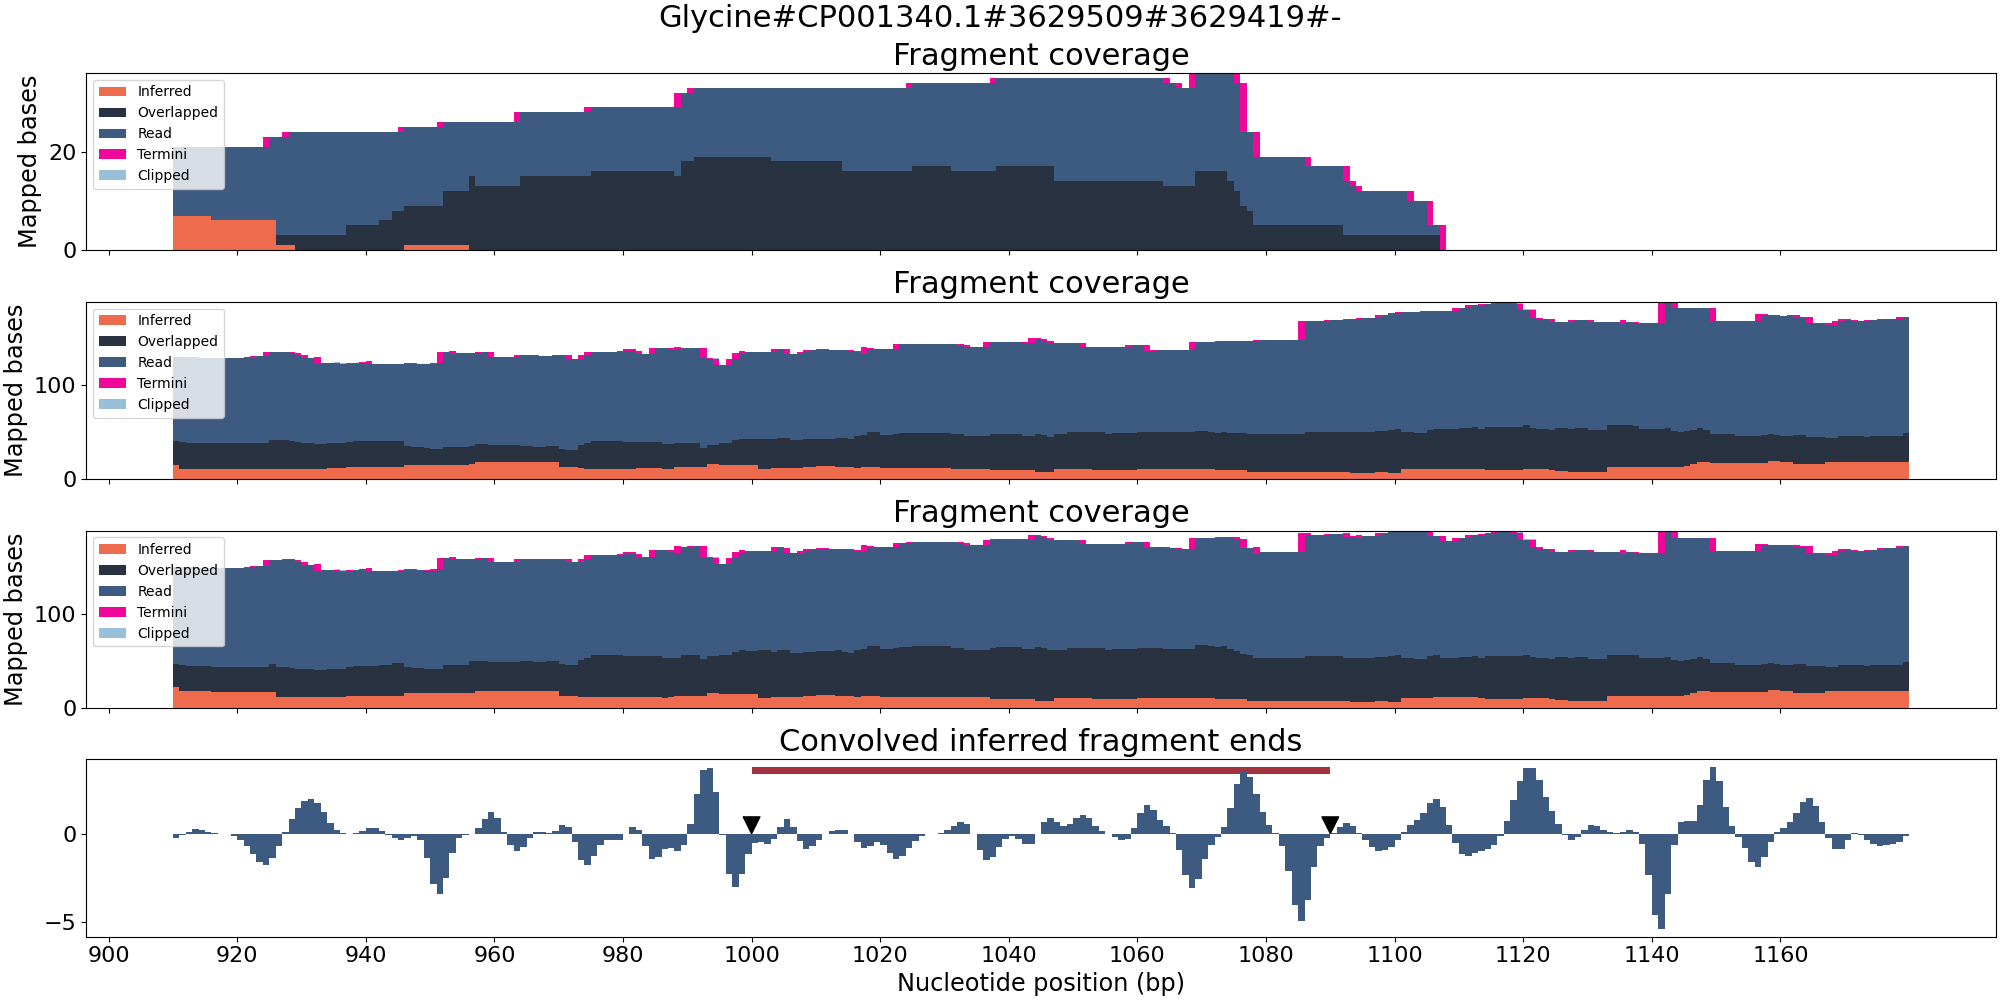 Glycine#CP001340.1#3629509#3629419#-
Fragment coverage
Mapped bases
20
0
Inferred
Overlapped
Read
Termini
Clipped
Fragment coverage
Mapped bases
100
0
Inferred
Overlapped
Read
Termini
Clipped
Fragment coverage
Mapped bases
100
0
Inferred
Overlapped
Read
Termini
Clipped
Convolved inferred fragment ends
0
−5
900 920 940 960 980 1000 1020 1040 1060 1080 1100 1120 1140 1160
Nucleotide position (bp)